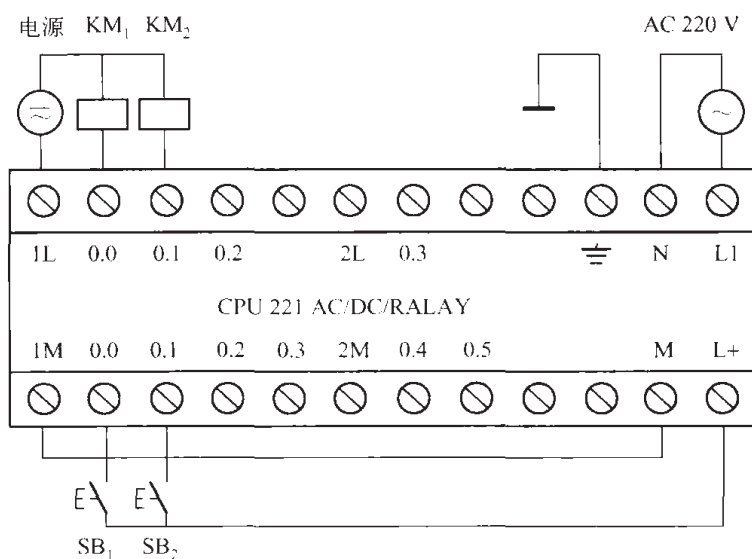 电源 KM₁ KM₂ AC 220 V
1L 0.0 0.1 0.2 2L 0.3 N L1
CPU 221 AC/DC/RALAY
1M 0.0 0.1 0.2 0.3 2M 0.4 0.5 M L+
SB₁ SB₂